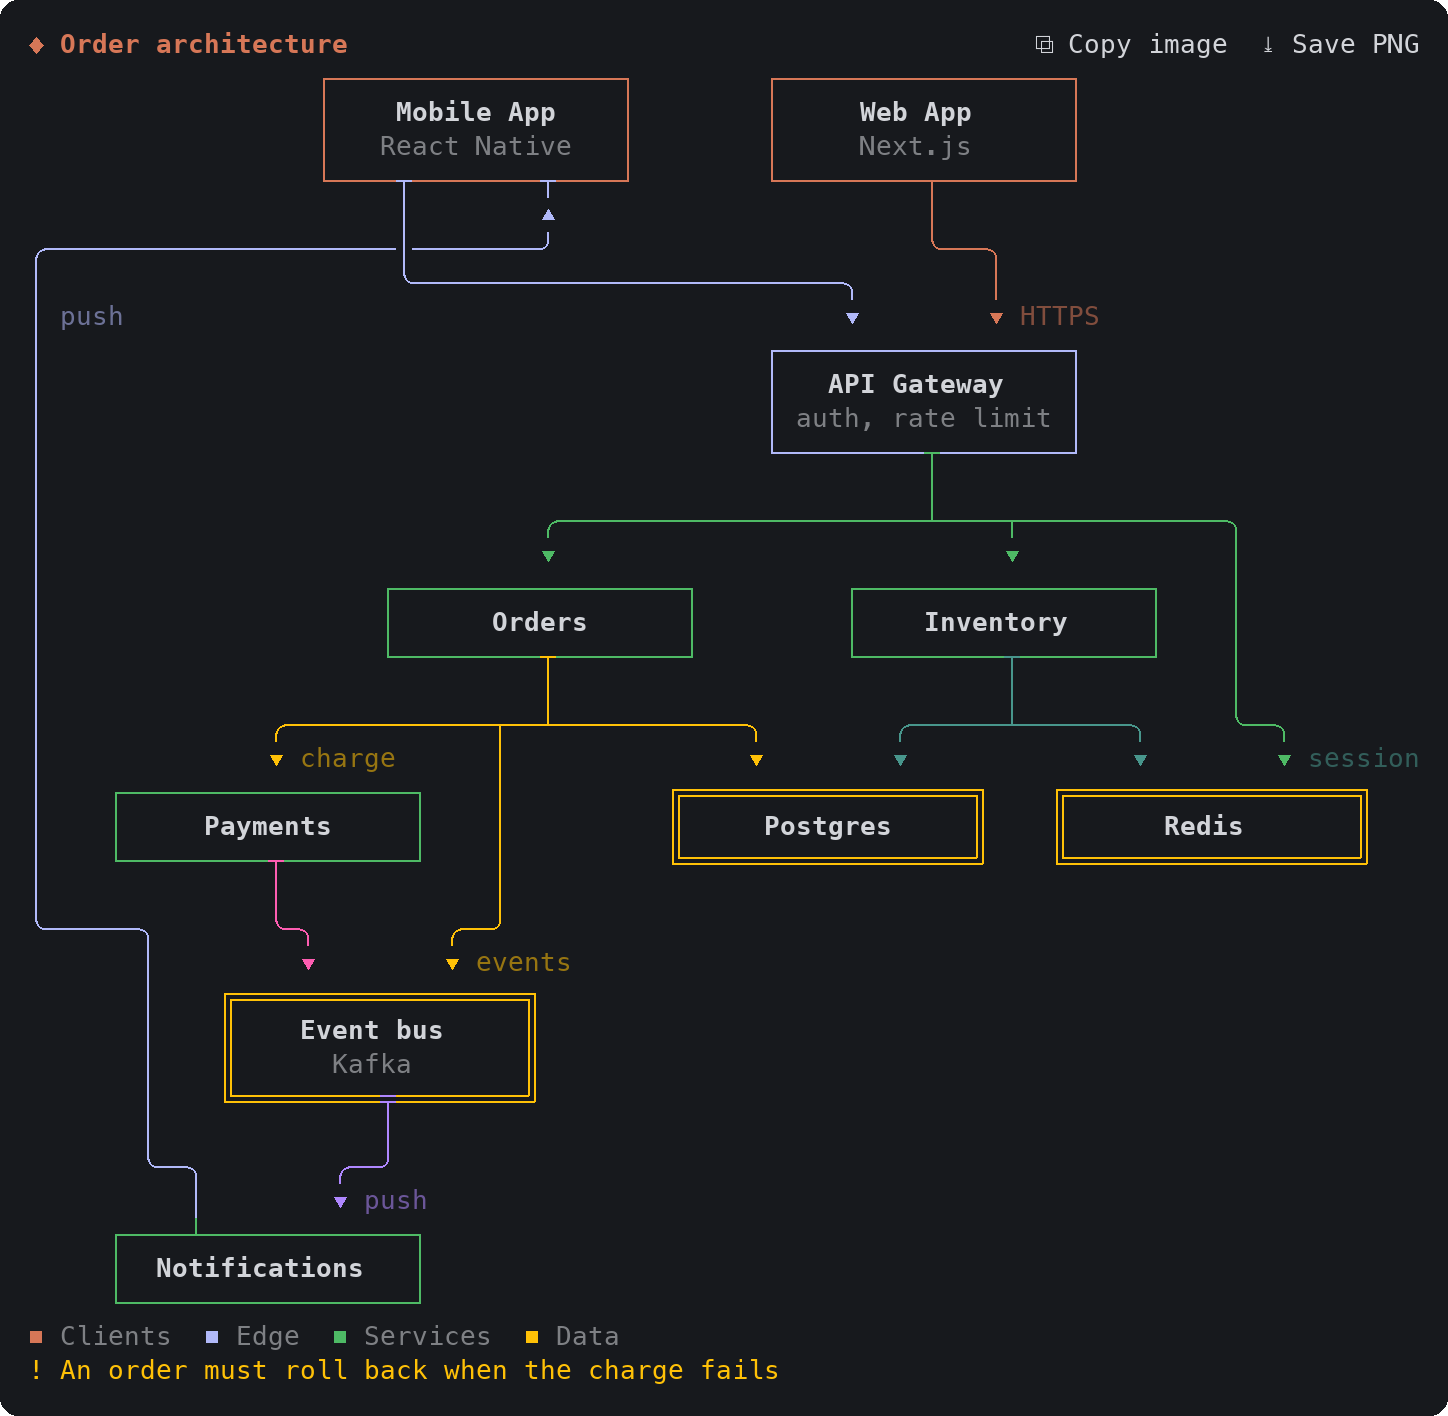 ♦ Order architecture
Copy image
Save PNG
Mobile App
React Native
Web App
Next.js
push
HTTPS
API Gateway
auth, rate limit
Orders
Inventory
charge
session
Payments
Postgres
Redis
events
Event bus
Kafka
push
Notifications
Clients
Edge
Services
Data
! An order must roll back when the charge fails